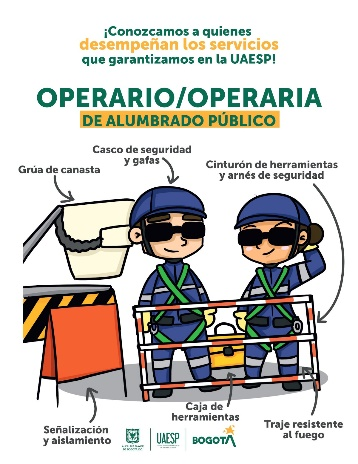 ¡Conozcamos a quienes
desempeñan los servicios
que garantizamos en la UAESP!
OPERARIO/OPERARIA
DE ALUMBRADO PÚBLICO
Casco de seguridad
y gafas
Grúa de canasta
Cinturón de herramientas
y arnés de seguridad
Caja de
herramientas
Señalización
y aislamiento
Traje resistente
al fuego
UAESP
BOGOTÁ